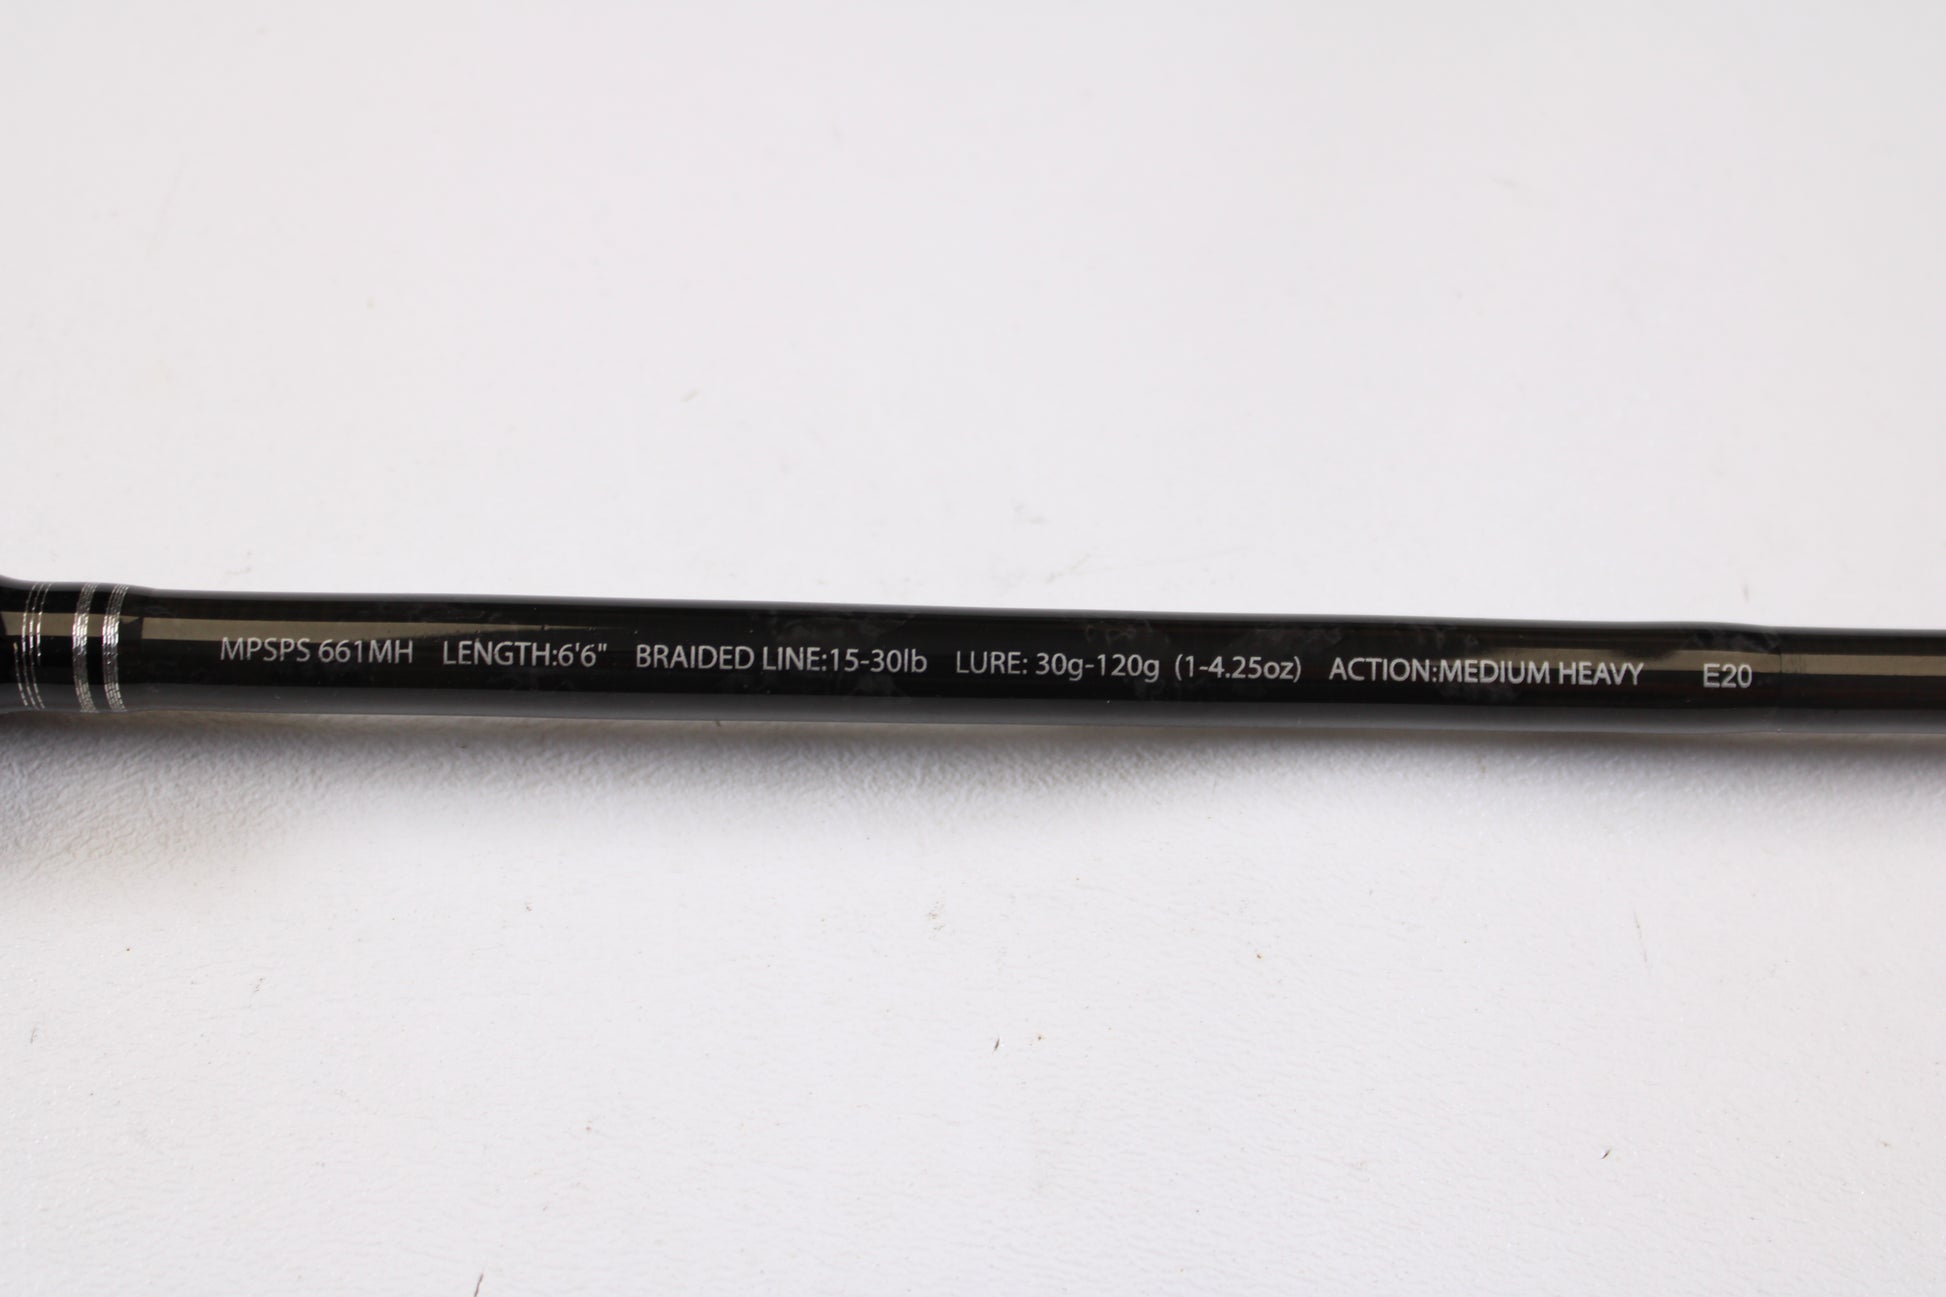 MPSPS 661MH LENGTH:6'6" BRAIDED LINE:15-30lb LURE: 30g-120g (1-4.25oz) ACTION:MEDIUM HEAVY E20